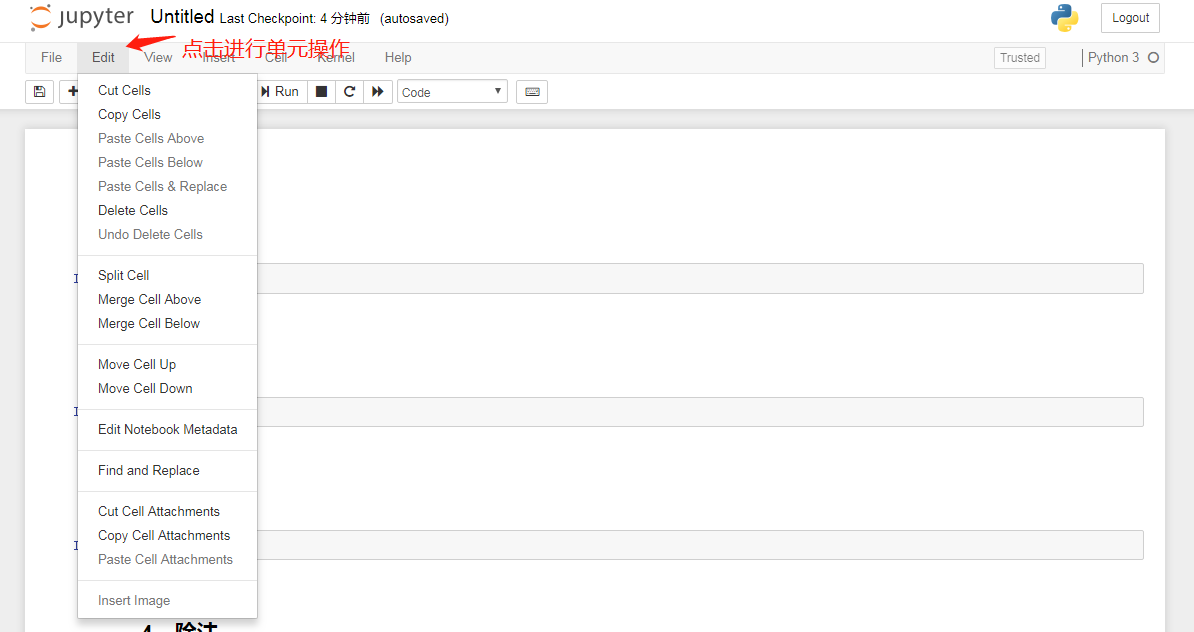 jupyter Untitled Last Checkpoint: 4 分钟前 (autosaved) Logout
点击进行单元操作
File Edit View Insert Cell Kernel Help Trusted Python 3
Run Code
Cut Cells
Copy Cells
Paste Cells Above
Paste Cells Below
Paste Cells & Replace
Delete Cells
Undo Delete Cells
Split Cell
Merge Cell Above
Merge Cell Below
Move Cell Up
Move Cell Down
Edit Notebook Metadata
Find and Replace
Cut Cell Attachments
Copy Cell Attachments
Paste Cell Attachments
Insert Image
4 除法